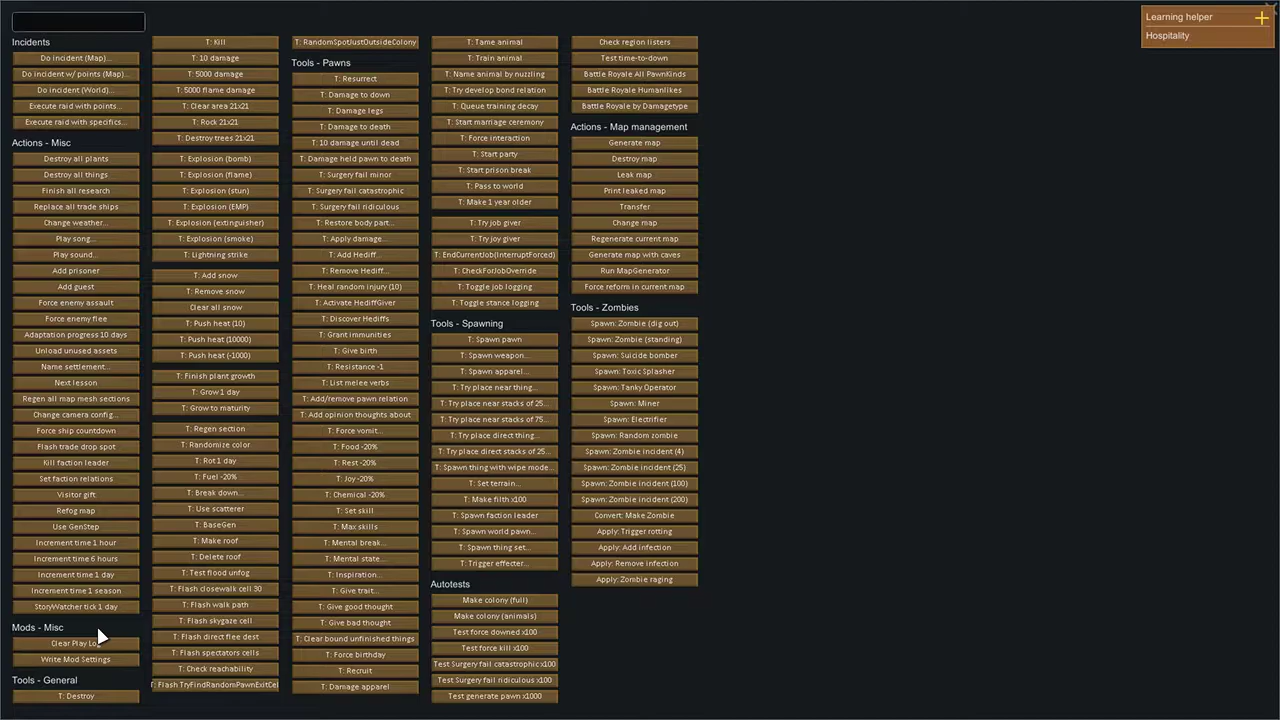 Incidents
Do incident (Map)...
Do incident w/ points (Map)...
Do incident (World)...
Execute raid with points...
Execute raid with specifics...
Actions - Misc
Destroy all plants
Destroy all things
Finish all research
Replace all trade ships
Change weather...
Play song...
Play sound...
Add prisoner
Add guest
Force enemy assault
Force enemy flee
Adaptation progress 10 days
Unload unused assets
Name settlement...
Next lesson
Regen all map mesh sections
Change camera config...
Force ship countdown
Flash trade drop spot
Kill faction leader
Set faction relations
Visitor gift
Refog map
Use GenStep
Increment time 1 hour
Increment time 6 hours
Increment time 1 day
Increment time 1 season
StoryWatcher tick 1 day
Mods - Misc
Clear Play Log
Write Mod Settings
Tools - General
T: Destroy
T: Kill
T: 10 damage
T: 5000 damage
T: 5000 flame damage
T: Clear area 21x21
T: Rock 21x21
T: Destroy trees 21x21
T: Explosion (bomb)
T: Explosion (flame)
T: Explosion (stun)
T: Explosion (EMP)
T: Explosion (extinguisher)
T: Explosion (smoke)
T: Lightning strike
T: Add snow
T: Remove snow
Clear all snow
T: Push heat (10)
T: Push heat (10000)
T: Push heat (-1000)
T: Finish plant growth
T: Grow 1 day
T: Grow to maturity
T: Regen section
T: Randomize color
T: Rot 1 day
T: Fuel -20%
T: Break down...
T: Use scatterer
T: BaseGen
T: Make roof
T: Delete roof
T: Test flood unfog
T: Flash closewalk cell 30
T: Flash walk path
T: Flash skygaze cell
T: Flash direct flee dest
T: Flash spectators cells
T: Check reachability
T: Flash TryFindRandomPawnExitCel
T: RandomSpotJustOutsideColony
Tools - Pawns
T: Resurrect
T: Damage to down
T: Damage legs
T: Damage to death
T: 10 damage until dead
T: Damage held pawn to death
T: Surgery fail minor
T: Surgery fail catastrophic
T: Surgery fail ridiculous
T: Restore body part...
T: Apply damage...
T: Add Hediff...
T: Remove Hediff...
T: Heal random injury (10)
T: Activate HediffGiver
T: Discover Hediffs
T: Grant immunities
T: Give birth
T: Resistance -1
T: List melee verbs
T: Add/remove pawn relation
T: Add opinion thoughts about
T: Force vomit...
T: Food -20%
T: Rest -20%
T: Joy -20%
T: Chemical -20%
T: Set skill
T: Max skills
T: Mental break...
T: Mental state...
T: Inspiration...
T: Give trait...
T: Give good thought
T: Give bad thought
T: Clear bound unfinished things
T: Force birthday
T: Recruit
T: Damage apparel
T: Tame animal
T: Train animal
T: Name animal by nuzzling
T: Try develop bond relation
T: Queue training decay
T: Start marriage ceremony
T: Force interaction
T: Start party
T: Start prison break
T: Pass to world
T: Make 1 year older
T: Try job giver
T: Try joy giver
T: EndCurrentJob(InterruptForced)
T: CheckForJobOverride
T: Toggle job logging
T: Toggle stance logging
Tools - Spawning
T: Spawn pawn
T: Spawn weapon...
T: Spawn apparel...
T: Try place near thing...
T: Try place near stacks of 25...
T: Try place near stacks of 75...
T: Try place direct thing...
T: Try place direct stacks of 25...
T: Spawn thing with wipe mode...
T: Set terrain...
T: Make filth x100
T: Spawn faction leader
T: Spawn world pawn...
T: Spawn thing set...
T: Trigger effecter...
Autotests
Make colony (full)
Make colony (animals)
Test force downed x100
Test force kill x100
Test Surgery fail catastrophic x100
Test Surgery fail ridiculous x100
Test generate pawn x1000
Check region listers
Test time-to-down
Battle Royale All PawnKinds
Battle Royale Humanlikes
Battle Royale by Damagetype
Actions - Map management
Generate map
Destroy map
Leak map
Print leaked map
Transfer
Change map
Regenerate current map
Generate map with caves
Run MapGenerator
Force reform in current map
Tools - Zombies
Spawn: Zombie (dig out)
Spawn: Zombie (standing)
Spawn: Suicide bomber
Spawn: Toxic Splasher
Spawn: Tanky Operator
Spawn: Miner
Spawn: Electrifier
Spawn: Random zombie
Spawn: Zombie incident (4)
Spawn: Zombie incident (25)
Spawn: Zombie incident (100)
Spawn: Zombie incident (200)
Convert: Make Zombie
Apply: Trigger rotting
Apply: Add infection
Apply: Remove infection
Apply: Zombie raging
Learning helper
Hospitality